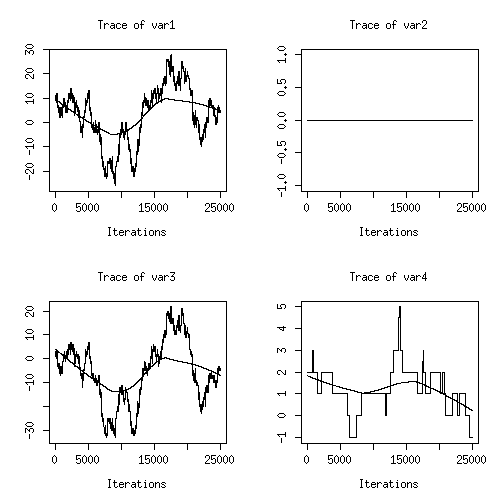 Trace of var1
30
20
10
0
-10
-20
0 5000 15000 25000
Iterations
Trace of var2
1.0
0.5
0.0
-0.5
-1.0
0 5000 15000 25000
Iterations
Trace of var3
20
10
0
-10
-30
0 5000 15000 25000
Iterations
Trace of var4
5
4
3
2
1
0
-1
0 5000 15000 25000
Iterations